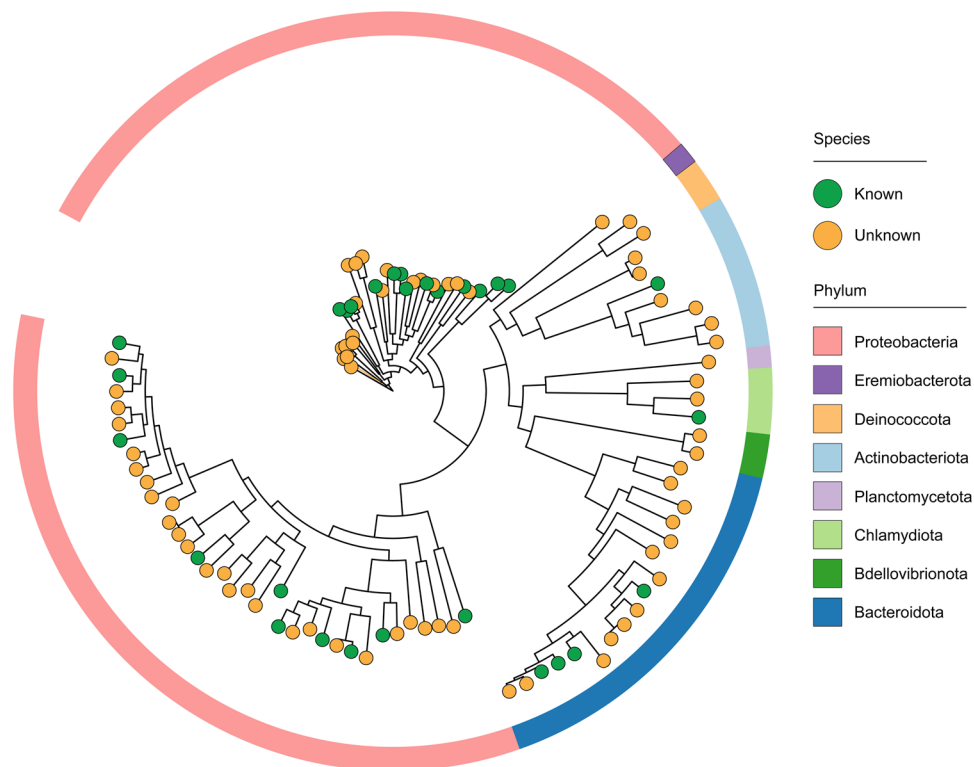 Species
Known
Unknown
Phylum
Proteobacteria
Eremiobacterota
Deinococcota
Actinobacteriota
Planctomycetota
Chlamydiota
Bdellovibrionota
Bacteroidota